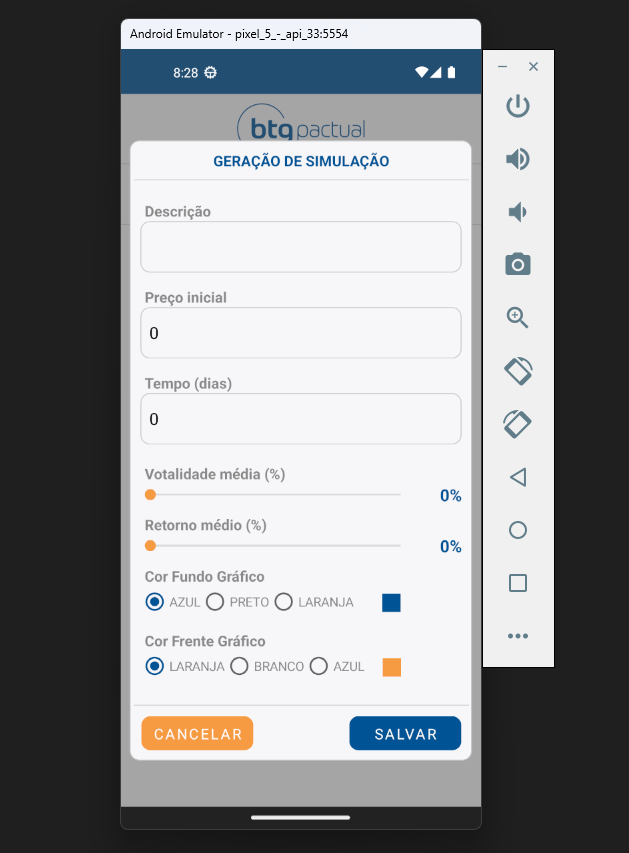 Android Emulator - pixel_5_-_api_33:5554
8:28
btg pactual
GERAÇÃO DE SIMULAÇÃO
Descrição
Preço inicial
0
Tempo (dias)
0
Votalidade média (%)
0%
Retorno médio (%)
0%
Cor Fundo Gráfico
AZUL PRETO LARANJA
Cor Frente Gráfico
LARANJA BRANCO AZUL
CANCELAR SALVAR